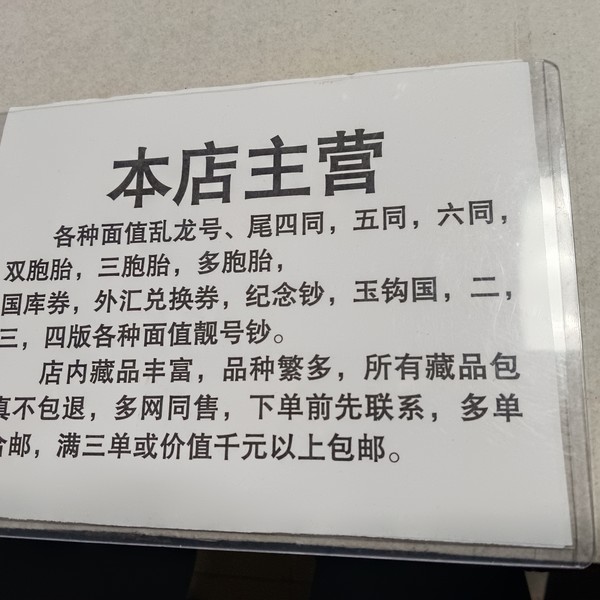 本店主营
各种面值乱龙号、尾四同，五同，六同，
双胞胎，三胞胎，多胞胎，
国库券，外汇兑换券，纪念钞，玉钩国，二，
三，四版各种面值靓号钞。
店内藏品丰富，品种繁多，所有藏品包
真不包退，多网同售，下单前先联系，多单
合邮，满三单或价值千元以上包邮。